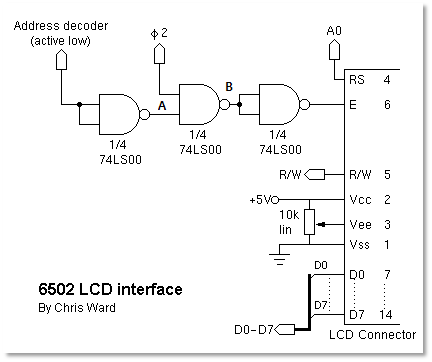 Address decoder
(active low)
ϕ2
A0
RS 4
B
A
E 6
1/4
74LS00
1/4
74LS00
1/4
74LS00
R/W
R/W 5
+5V
Vcc 2
10k
lin
Vee 3
Vss 1
6502 LCD interface
By Chris Ward
D0
D0 7
D7
D7 14
D0-D7
LCD Connector